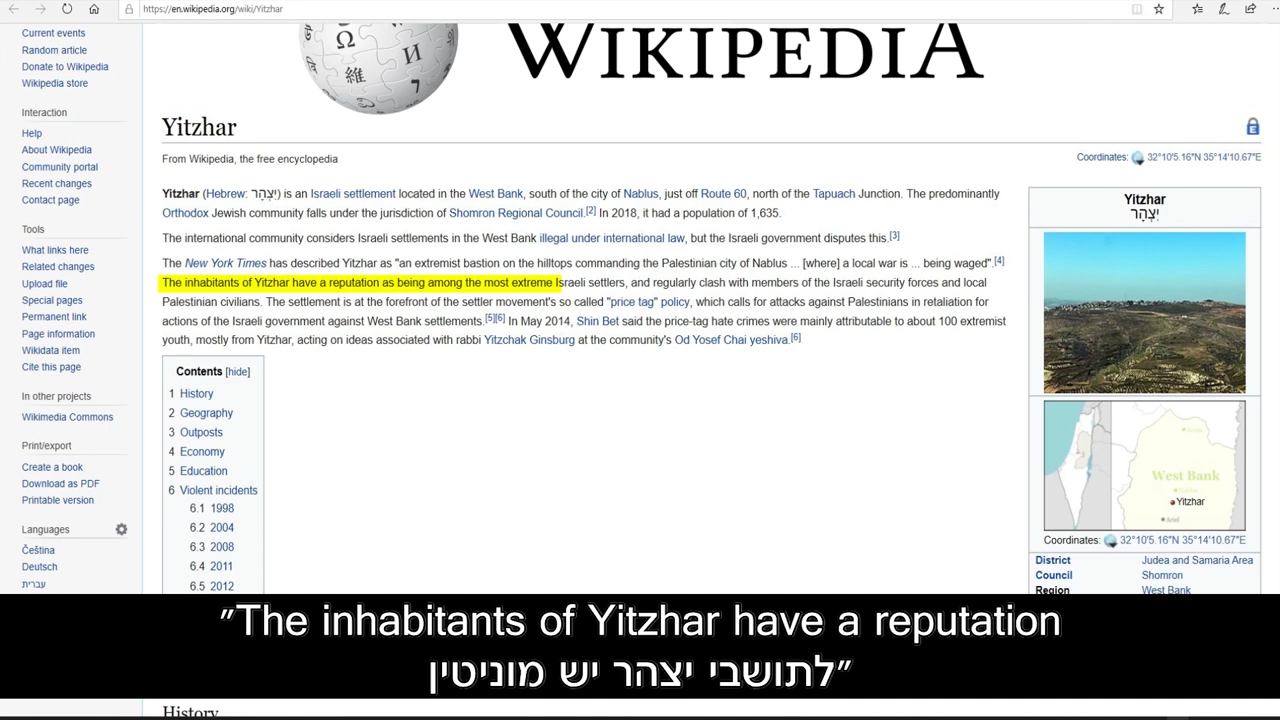 https://en.wikipedia.org/wiki/Yitzhar
Current events
Random article
Donate to Wikipedia
Wikipedia store
Interaction
Help
About Wikipedia
Community portal
Recent changes
Contact page
Tools
What links here
Related changes
Upload file
Special pages
Permanent link
Page information
Wikidata item
Cite this page
In other projects
Wikimedia Commons
Print/export
Create a book
Download as PDF
Printable version
Languages
Čeština
Deutsch
עברית
WIKIPEDIA
Ω
И
維
7
Yitzhar
From Wikipedia, the free encyclopedia
Coordinates: 32°10′5.16″N 35°14′10.67″E
Yitzhar (Hebrew: יִצְהָר) is an Israeli settlement located in the West Bank, south of the city of Nablus, just off Route 60, north of the Tapuach Junction. The predominantly
Orthodox Jewish community falls under the jurisdiction of Shomron Regional Council.[2] In 2018, it had a population of 1,635.
The international community considers Israeli settlements in the West Bank illegal under international law, but the Israeli government disputes this.[3]
The New York Times has described Yitzhar as "an extremist bastion on the hilltops commanding the Palestinian city of Nablus ... [where] a local war is ... being waged".[4]
The inhabitants of Yitzhar have a reputation as being among the most extreme Israeli settlers, and regularly clash with members of the Israeli security forces and local
Palestinian civilians. The settlement is at the forefront of the settler movement's so called "price tag" policy, which calls for attacks against Palestinians in retaliation for
actions of the Israeli government against West Bank settlements.[5][6] In May 2014, Shin Bet said the price-tag hate crimes were mainly attributable to about 100 extremist
youth, mostly from Yitzhar, acting on ideas associated with rabbi Yitzchak Ginsburg at the community's Od Yosef Chai yeshiva.[6]
Contents [hide]
1 History
2 Geography
3 Outposts
4 Economy
5 Education
6 Violent incidents
6.1 1998
6.2 2004
6.3 2008
6.4 2011
6.5 2012
Yitzhar
יִצְהָר
West Bank
Yitzhar
Ariel
Coordinates: 32°10′5.16″N 35°14′10.67″E
District Judea and Samaria Area
Council Shomron
Region West Bank
"The inhabitants of Yitzhar have a reputation
"לתושבי יצהר יש מוניטין
History